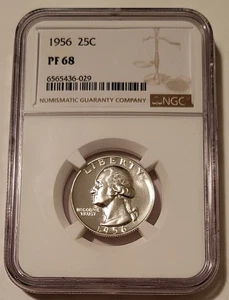 1956 25C
PF 68
6565436-029
NUMISMATIC GUARANTY COMPANY
NGC
LIBERTY
IN GOD WE
TRUST
1956